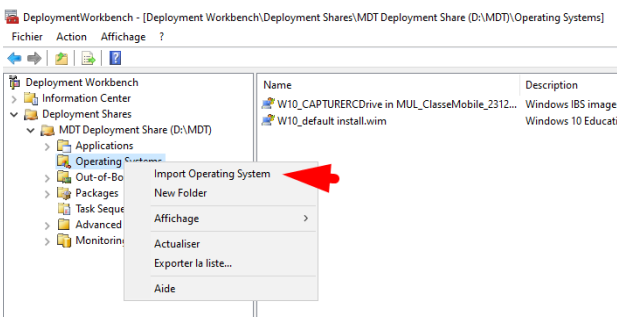 DeploymentWorkbench - [Deployment Workbench\Deployment Shares\MDT Deployment Share (D:\MDT)\Operating Systems]
Fichier Action Affichage ?
Deployment Workbench
Information Center
Deployment Shares
MDT Deployment Share (D:\MDT)
Applications
Operating Systems
Out-of-Bo
Packages
Task Seque
Advanced
Monitoring
Import Operating System
New Folder
Affichage
Actualiser
Exporter la liste...
Aide
Name Description
W10_CAPTURERCDrive in MUL_ClasseMobile_2312... Windows IBS image
W10_default install.wim Windows 10 Educati